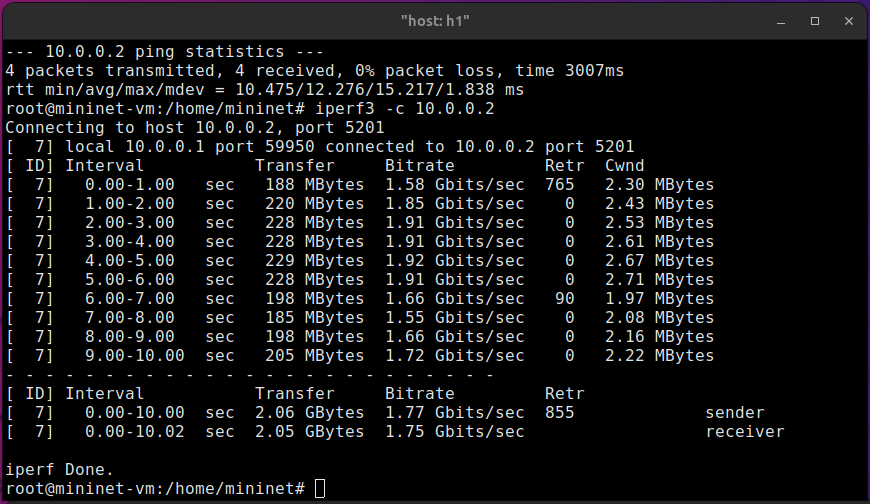 "host: h1"
--- 10.0.0.2 ping statistics ---
4 packets transmitted, 4 received, 0% packet loss, time 3007ms
rtt min/avg/max/mdev = 10.475/12.276/15.217/1.838 ms
root@mininet-vm:/home/mininet# iperf3 -c 10.0.0.2
Connecting to host 10.0.0.2, port 5201
[  7] local 10.0.0.1 port 59950 connected to 10.0.0.2 port 5201
[ ID] Interval           Transfer     Bitrate         Retr  Cwnd
[  7]   0.00-1.00   sec   188 MBytes  1.58 Gbits/sec  765   2.30 MBytes
[  7]   1.00-2.00   sec   220 MBytes  1.85 Gbits/sec    0   2.43 MBytes
[  7]   2.00-3.00   sec   228 MBytes  1.91 Gbits/sec    0   2.53 MBytes
[  7]   3.00-4.00   sec   228 MBytes  1.91 Gbits/sec    0   2.61 MBytes
[  7]   4.00-5.00   sec   229 MBytes  1.92 Gbits/sec    0   2.67 MBytes
[  7]   5.00-6.00   sec   228 MBytes  1.91 Gbits/sec    0   2.71 MBytes
[  7]   6.00-7.00   sec   198 MBytes  1.66 Gbits/sec   90   1.97 MBytes
[  7]   7.00-8.00   sec   185 MBytes  1.55 Gbits/sec    0   2.08 MBytes
[  7]   8.00-9.00   sec   198 MBytes  1.66 Gbits/sec    0   2.16 MBytes
[  7]   9.00-10.00  sec   205 MBytes  1.72 Gbits/sec    0   2.22 MBytes
- - - - - - - - - - - - - - - - - - - - - - - - -
[ ID] Interval           Transfer     Bitrate         Retr
[  7]   0.00-10.00  sec  2.06 GBytes  1.77 Gbits/sec  855             sender
[  7]   0.00-10.02  sec  2.05 GBytes  1.75 Gbits/sec                  receiver
iperf Done.
root@mininet-vm:/home/mininet#